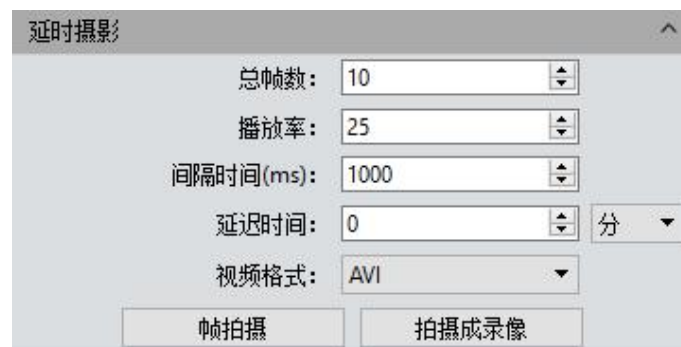 延时摄影
总帧数： 10
播放率： 25
间隔时间(ms)： 1000
延迟时间： 0 分
视频格式： AVI
帧拍摄 拍摄成录像